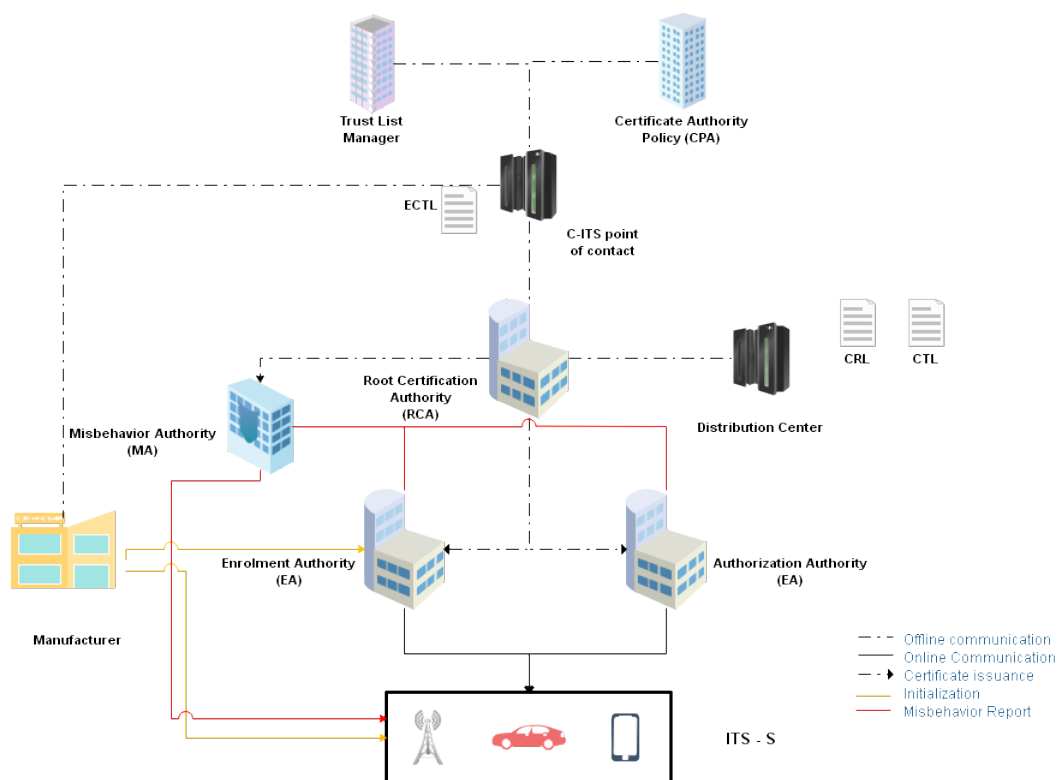 Trust List
Manager
Certificate Authority
Policy (CPA)
ECTL
C-ITS point
of contact
CRL
CTL
Root Certification
Authority
(RCA)
Distribution Center
Misbehavior Authority
(MA)
Enrolment Authority
(EA)
Authorization Authority
(EA)
Manufacturer
Offline communication
Online Communication
Certificate issuance
Initialization
Misbehavior Report
ITS - S